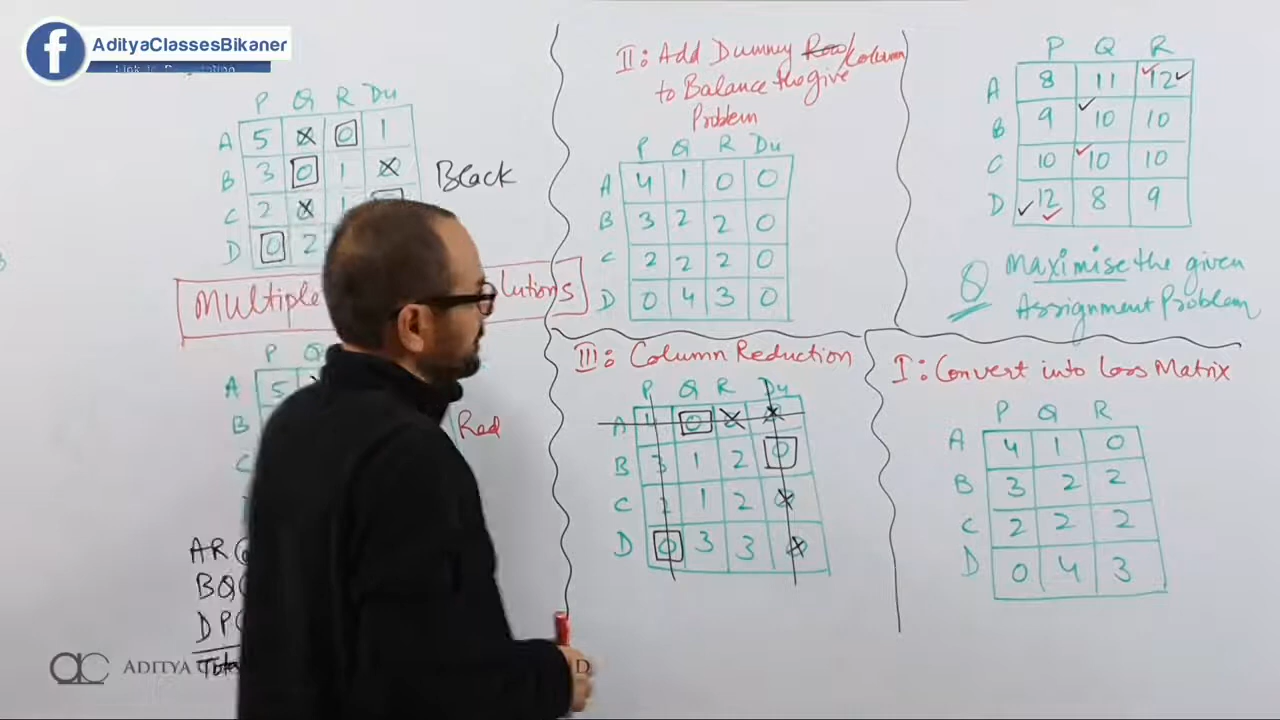 AdityaClassesBikaner
P Q R Du
A 5 X 0 1
B 3 0 1 X
C 2 X 1
D 0 2
Black
Multiple
lutions
P Q
A 5
B
C
Red
AR
BQ
DP
Total
ADITYA
II: Add Dummy Row/Column
to Balance the give
Problem
P Q R Du
A 4 1 0 0
B 3 2 2 0
C 2 2 2 0
D 0 4 3 0
III: Column Reduction
P Q R Du
A 4 0 X X
B 3 1 2 0
C 2 1 2 X
D 0 3 3 X
P Q R
A 8 11 12
B 9 10 10
C 10 10 10
D 12 8 9
Q Maximise the given
Assignment Problem
I: Convert into Loss Matrix
P Q R
A 4 1 0
B 3 2 2
C 2 2 2
D 0 4 3